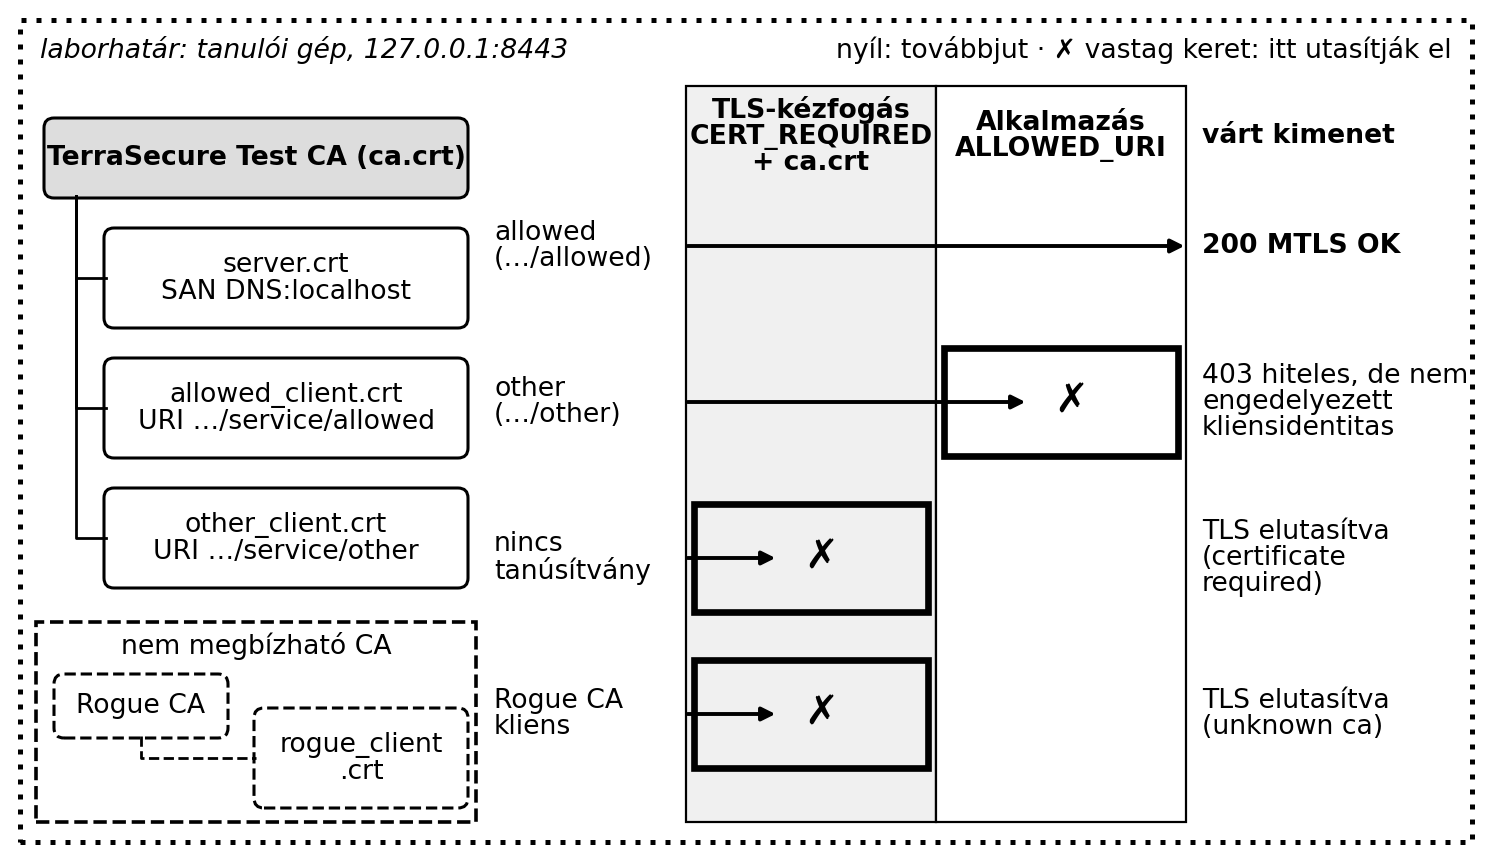 laborhatár: tanulói gép, 127.0.0.1:8443
nyíl: továbbjut · ✗ vastag keret: itt utasítják el
TerraSecure Test CA (ca.crt)
server.crt
SAN DNS:localhost
allowed_client.crt
URI …/service/allowed
other_client.crt
URI …/service/other
nem megbízható CA
Rogue CA
rogue_client
.crt
TLS-kézfogás
CERT_REQUIRED
+ ca.crt
Alkalmazás
ALLOWED_URI
várt kimenet
allowed
(…/allowed)
200 MTLS OK
other
(…/other)
✗
403 hiteles, de nem
engedelyezett
kliensidentitas
nincs
tanúsítvány
✗
TLS elutasítva
(certificate
required)
Rogue CA
kliens
✗
TLS elutasítva
(unknown ca)